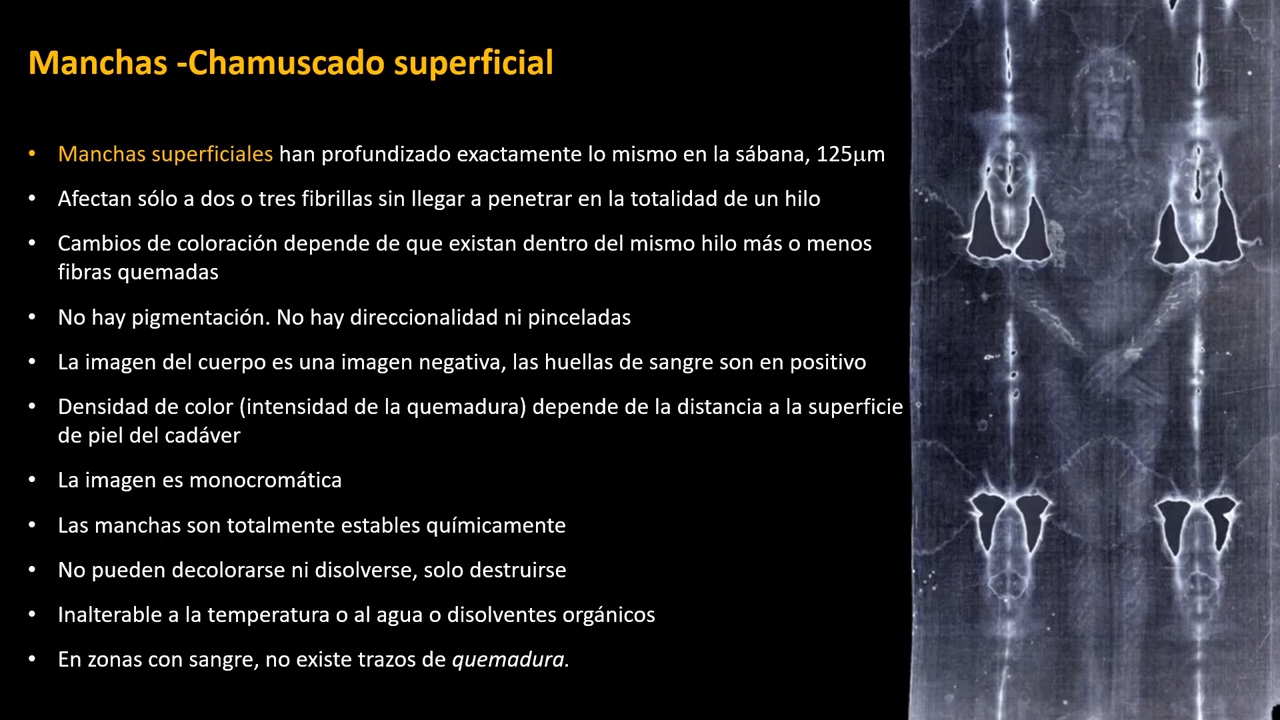 Manchas -Chamuscado superficial
• Manchas superficiales han profundizado exactamente lo mismo en la sábana, 125μm
• Afectan sólo a dos o tres fibrillas sin llegar a penetrar en la totalidad de un hilo
• Cambios de coloración depende de que existan dentro del mismo hilo más o menos
fibras quemadas
• No hay pigmentación. No hay direccionalidad ni pinceladas
• La imagen del cuerpo es una imagen negativa, las huellas de sangre son en positivo
• Densidad de color (intensidad de la quemadura) depende de la distancia a la superficie
de piel del cadáver
• La imagen es monocromática
• Las manchas son totalmente estables químicamente
• No pueden decolorarse ni disolverse, solo destruirse
• Inalterable a la temperatura o al agua o disolventes orgánicos
• En zonas con sangre, no existe trazos de quemadura.